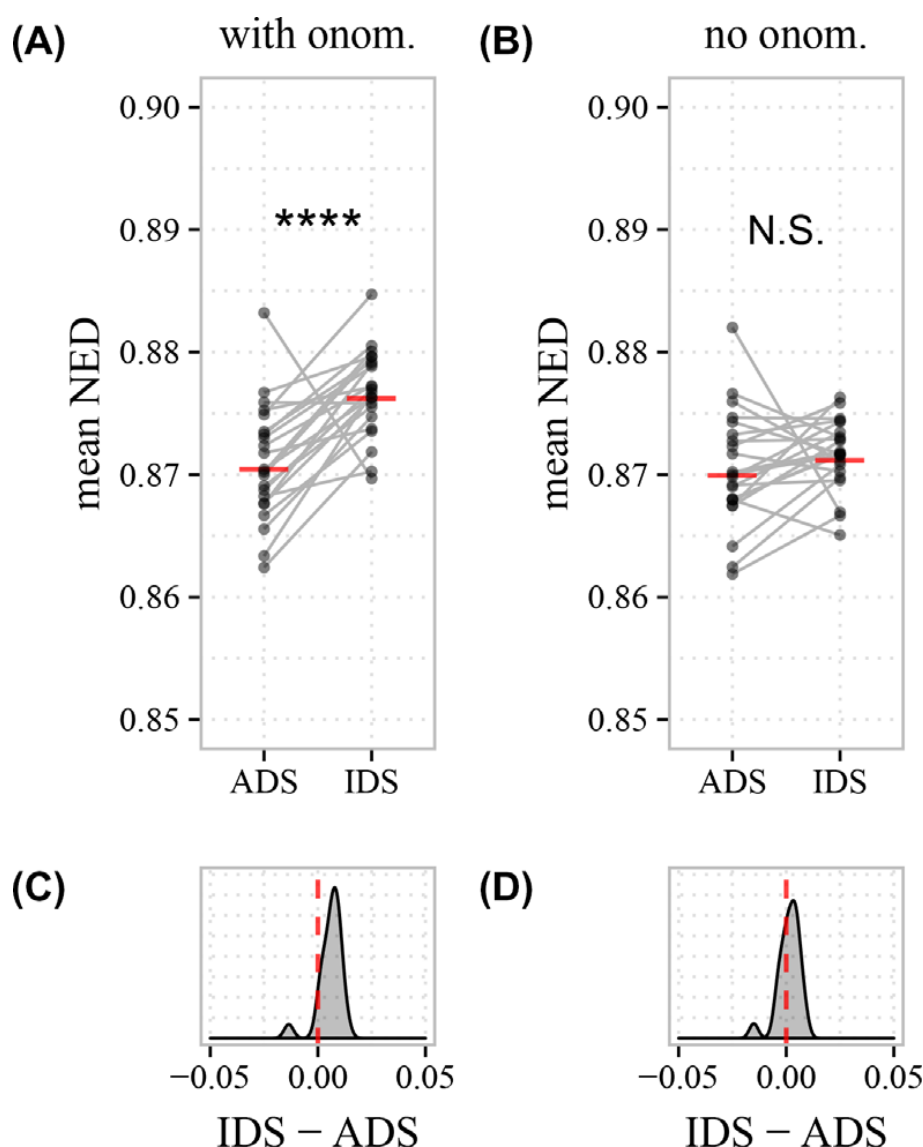 (A) with onom.
mean NED
0.90
0.89
0.88
0.87
0.86
0.85
****
ADS IDS
(B) no onom.
mean NED
0.90
0.89
0.88
0.87
0.86
0.85
N.S.
ADS IDS
(C)
−0.05 0.00 0.05
IDS − ADS
(D)
−0.05 0.00 0.05
IDS − ADS